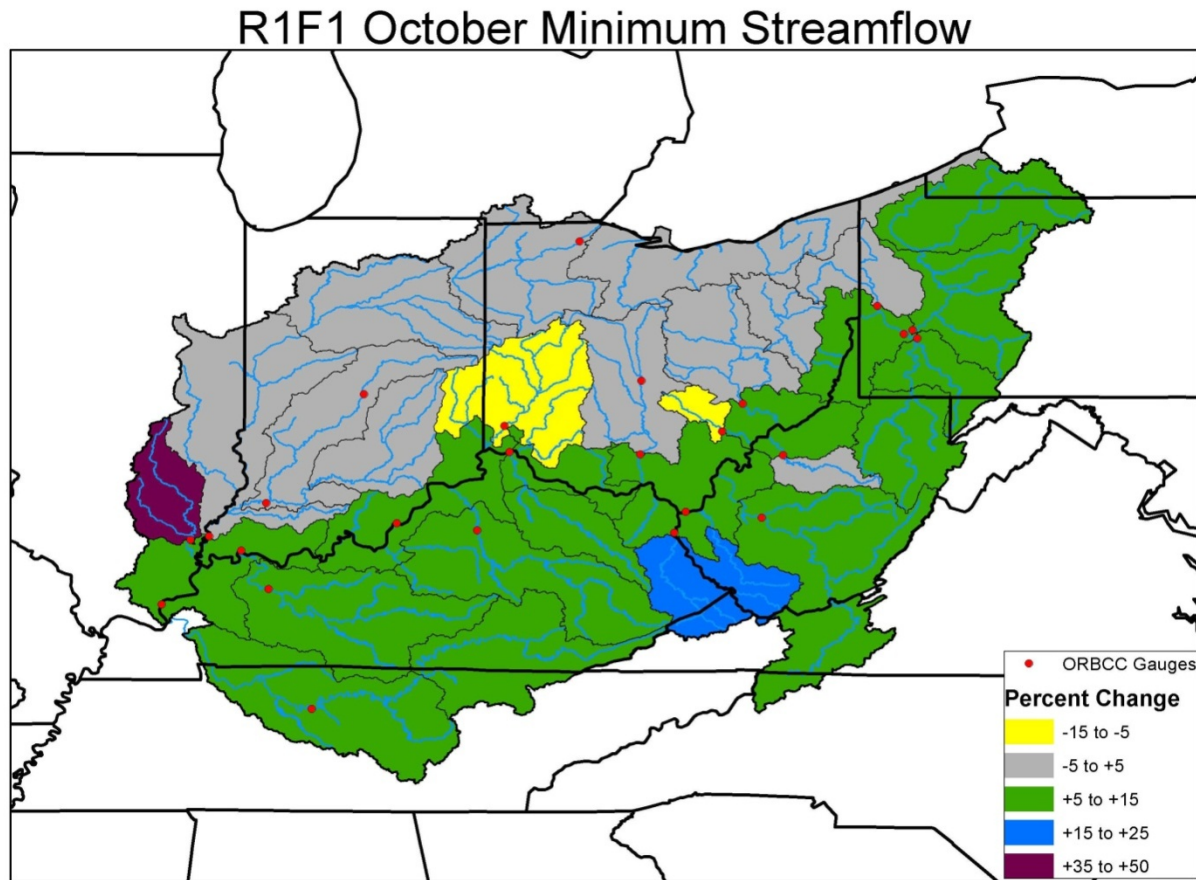 R1F1 October Minimum Streamflow
ORBCC Gauges
Percent Change
-15 to -5
-5 to +5
+5 to +15
+15 to +25
+35 to +50